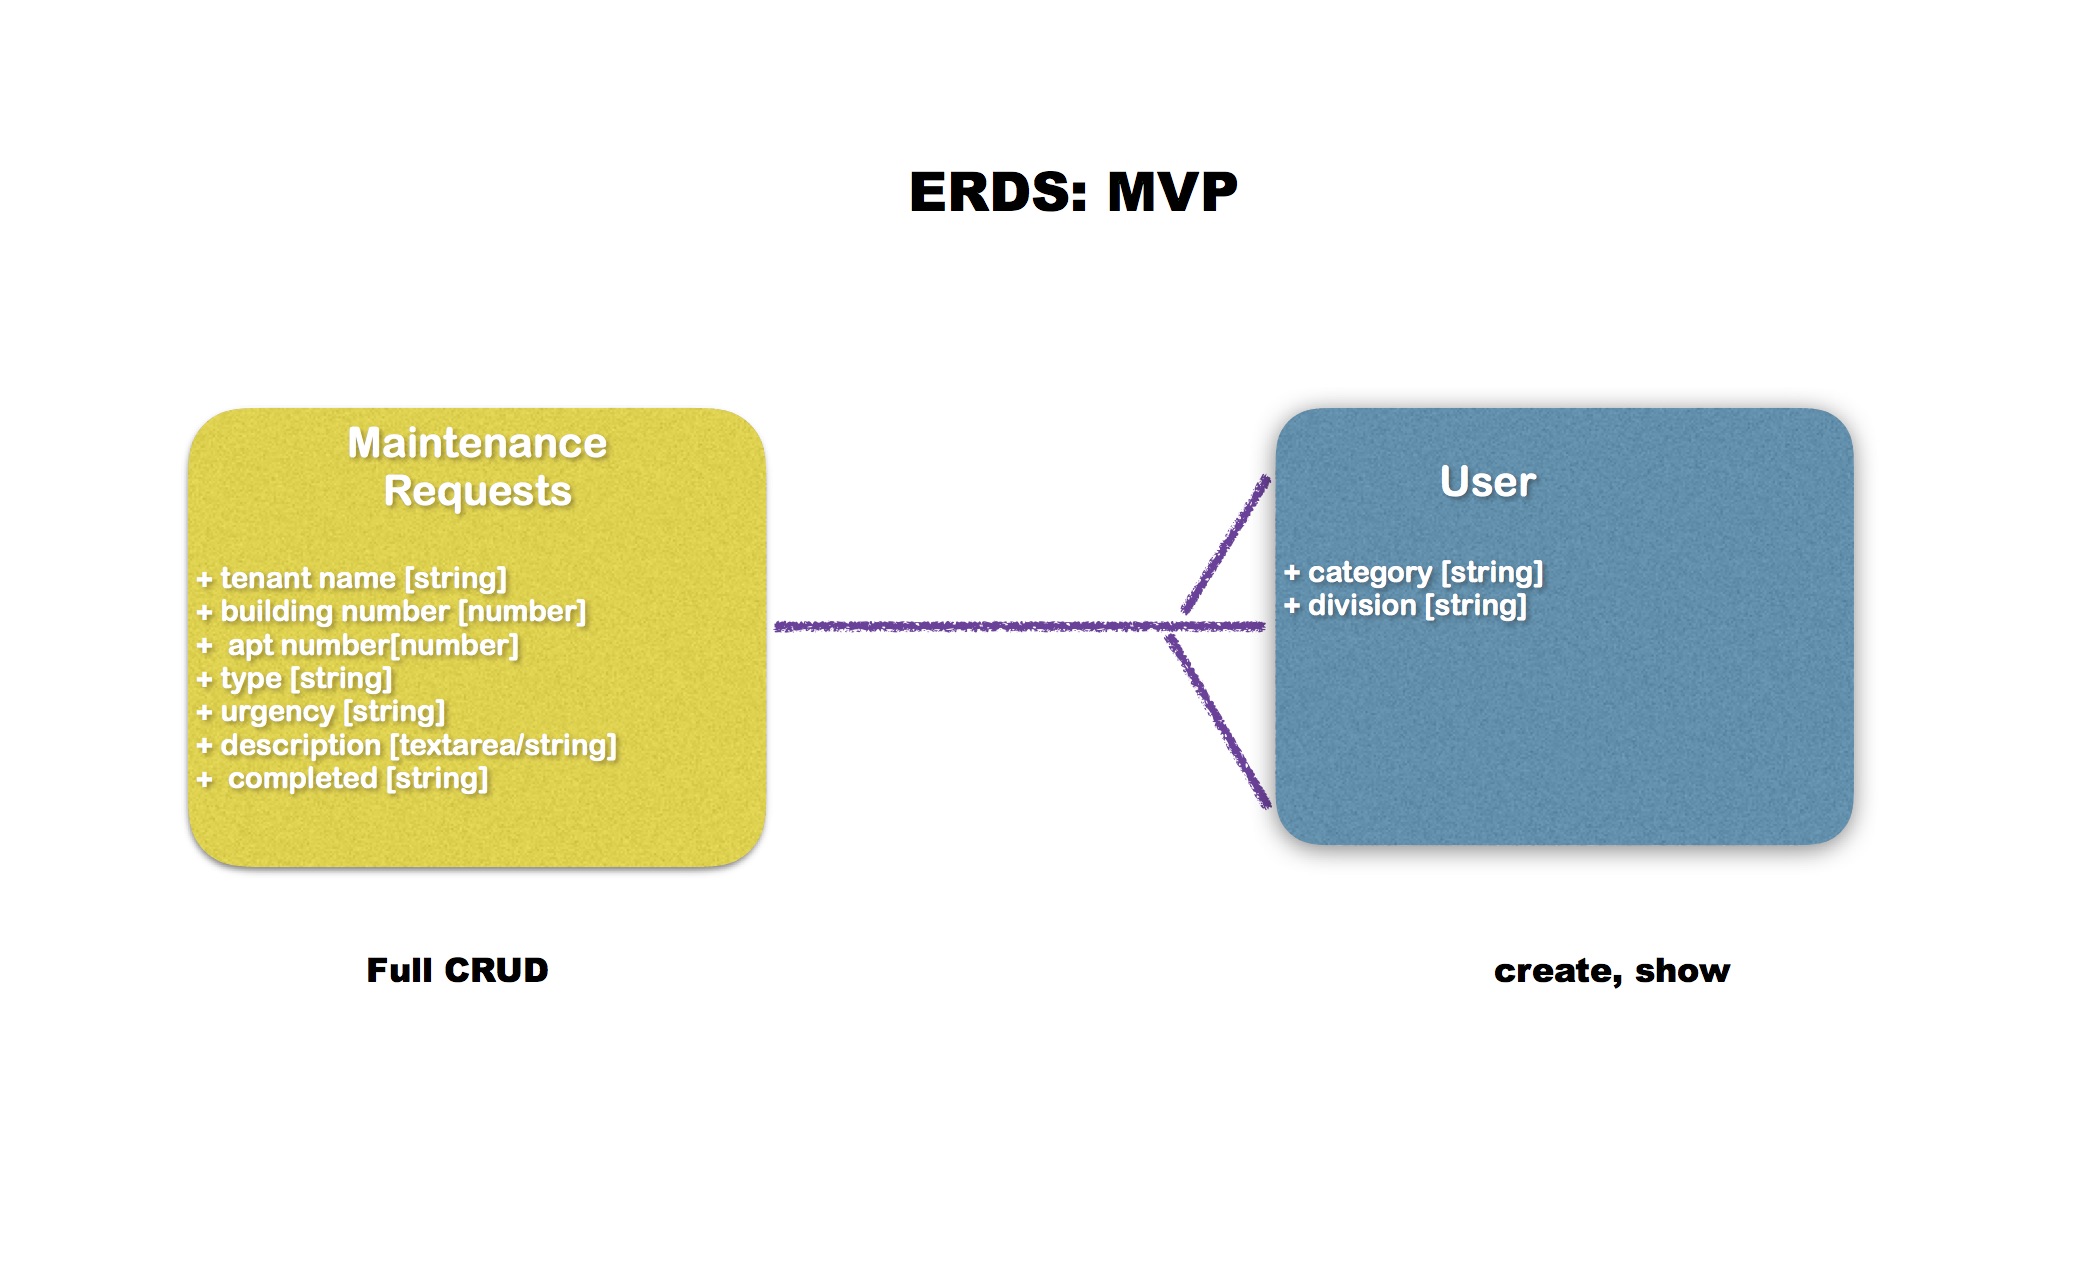 ERDS: MVP
Maintenance
Requests
+ tenant name [string]
+ building number [number]
+  apt number[number]
+ type [string]
+ urgency [string]
+ description [textarea/string]
+  completed [string]
User
+ category [string]
+ division [string]
Full CRUD
create, show